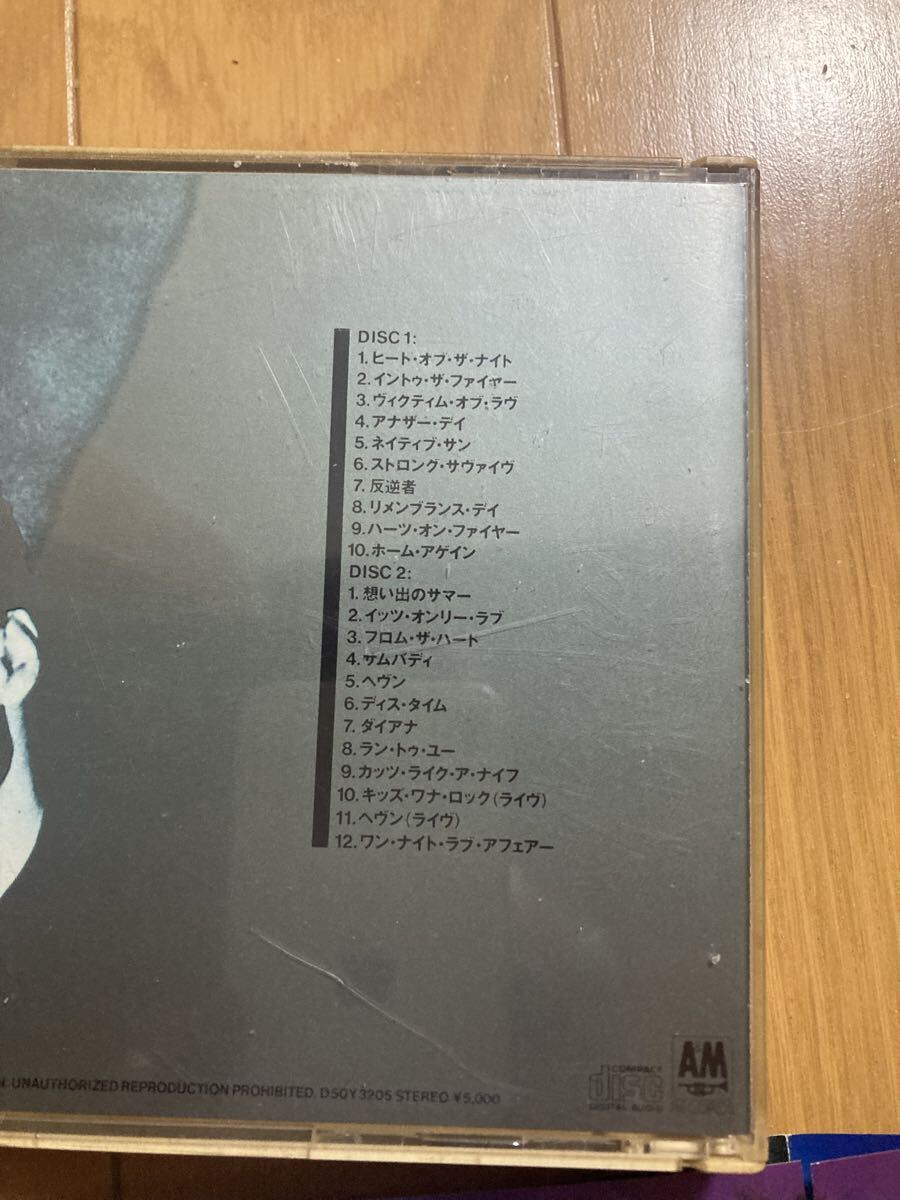 DISC 1:
1. ヒート・オブ・ザ・ナイト
2. イントゥ・ザ・ファイヤー
3. ヴィクティム・オブ・ラヴ
4. アナザー・デイ
5. ネイティブ・サン
6. ストロング・サヴァイヴ
7. 反逆者
8. リメンブランス・デイ
9. ハーツ・オン・ファイヤー
10. ホーム・アゲイン
DISC 2:
1. 想い出のサマー
2. イッツ・オンリー・ラブ
3. フロム・ザ・ハート
4. サムバディ
5. ヘヴン
6. ディス・タイム
7. ダイアナ
8. ラン・トゥ・ユー
9. カッツ・ライク・ア・ナイフ
10. キッズ・ワナ・ロック(ライヴ)
11. ヘヴン(ライヴ)
12. ワン・ナイト・ラブ・アフェアー
UNAUTHORIZED REPRODUCTION PROHIBITED. D50Y3205 STEREO ¥5,000
COMPACT
disc
DIGITAL AUDIO
A&M
RECORDS